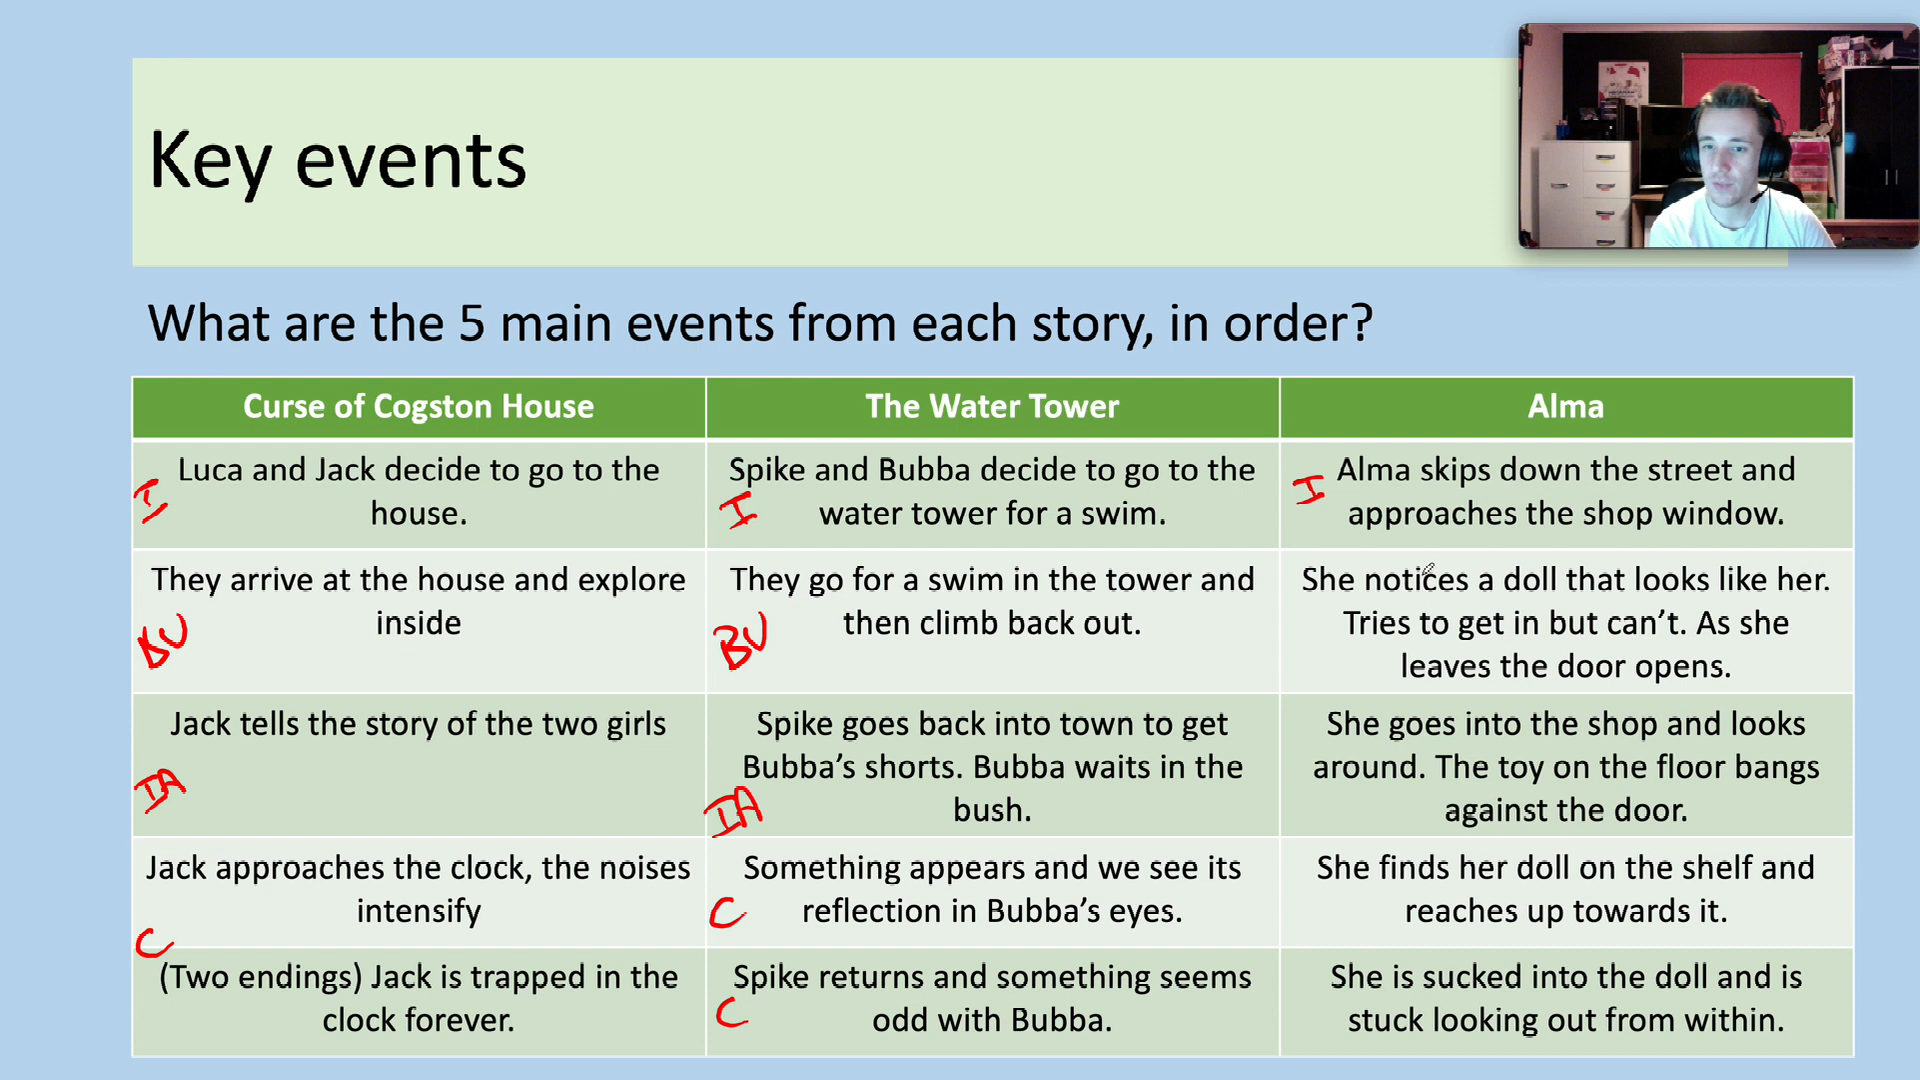 Key events
What are the 5 main events from each story, in order?
Curse of Cogston House
The Water Tower
Alma
I
Luca and Jack decide to go to the
house.
I
Spike and Bubba decide to go to the
water tower for a swim.
I
Alma skips down the street and
approaches the shop window.
BU
They arrive at the house and explore
inside
BU
They go for a swim in the tower and
then climb back out.
She notices a doll that looks like her.
Tries to get in but can’t. As she
leaves the door opens.
IA
Jack tells the story of the two girls
IA
Spike goes back into town to get
Bubba’s shorts. Bubba waits in the
bush.
She goes into the shop and looks
around. The toy on the floor bangs
against the door.
C
Jack approaches the clock, the noises
intensify
C
Something appears and we see its
reflection in Bubba’s eyes.
She finds her doll on the shelf and
reaches up towards it.
(Two endings) Jack is trapped in the
clock forever.
C
Spike returns and something seems
odd with Bubba.
She is sucked into the doll and is
stuck looking out from within.